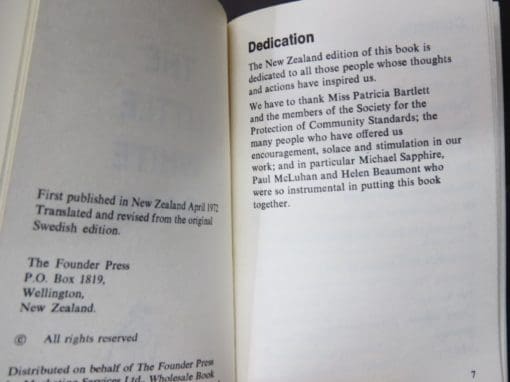 First published in New Zealand April 1972
Translated and revised from the original
Swedish edition.
The Founder Press
P.O. Box 1819,
Wellington,
New Zealand.
© All rights reserved
Distributed on behalf of The Founder Press
Marketing Services Ltd., Wholesale Book
Dedication
The New Zealand edition of this book is
dedicated to all those people whose thoughts
and actions have inspired us.
We have to thank Miss Patricia Bartlett
and the members of the Society for the
Protection of Community Standards; the
many people who have offered us
encouragement, solace and stimulation in our
work; and in particular Michael Sapphire,
Paul McLuhan and Helen Beaumont who
were so instrumental in putting this book
together.
7